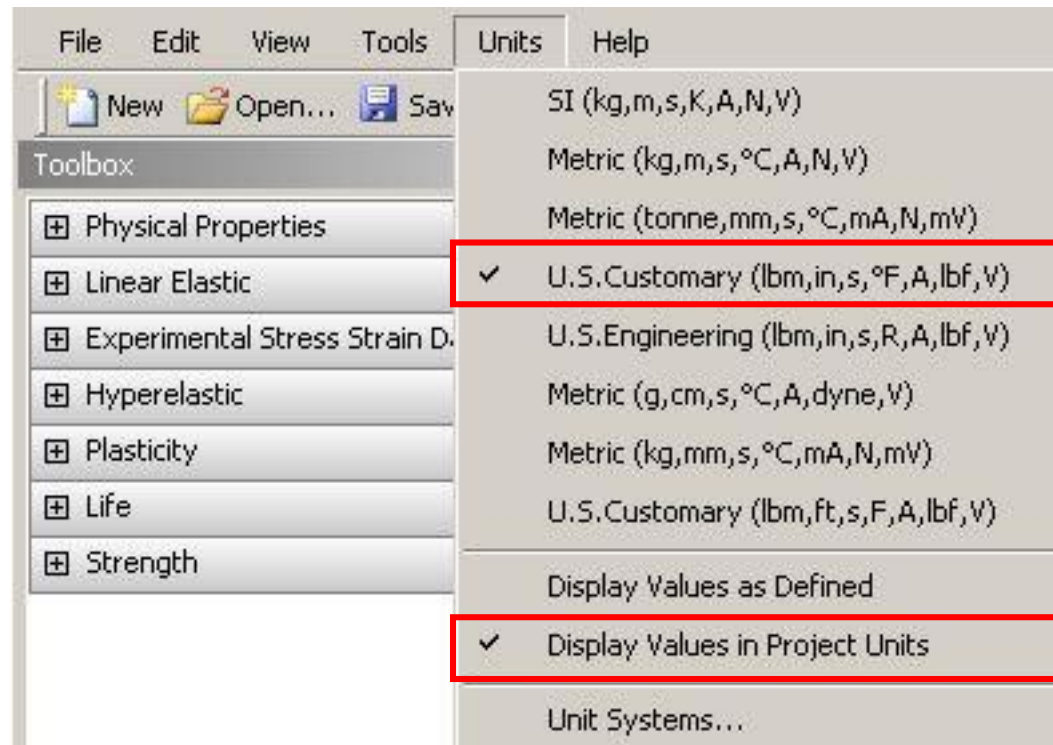 File Edit View Tools Units Help
New Open... Sav
Toolbox
Physical Properties
Linear Elastic
Experimental Stress Strain D
Hyperelastic
Plasticity
Life
Strength
SI (kg,m,s,K,A,N,V)
Metric (kg,m,s,°C,A,N,V)
Metric (tonne,mm,s,°C,mA,N,mV)
U.S.Customary (lbm,in,s,°F,A,lbf,V)
U.S.Engineering (lbm,in,s,R,A,lbf,V)
Metric (g,cm,s,°C,A,dyne,V)
Metric (kg,mm,s,°C,mA,N,mV)
U.S.Customary (lbm,ft,s,F,A,lbf,V)
Display Values as Defined
Display Values in Project Units
Unit Systems...